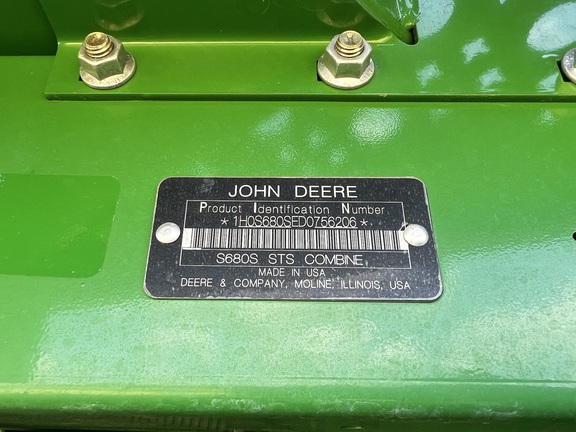 JOHN DEERE
Product Identification Number
*1H0S680SED0756206*
S680S STS COMBINE
MADE IN USA
DEERE & COMPANY, MOLINE, ILLINOIS, USA